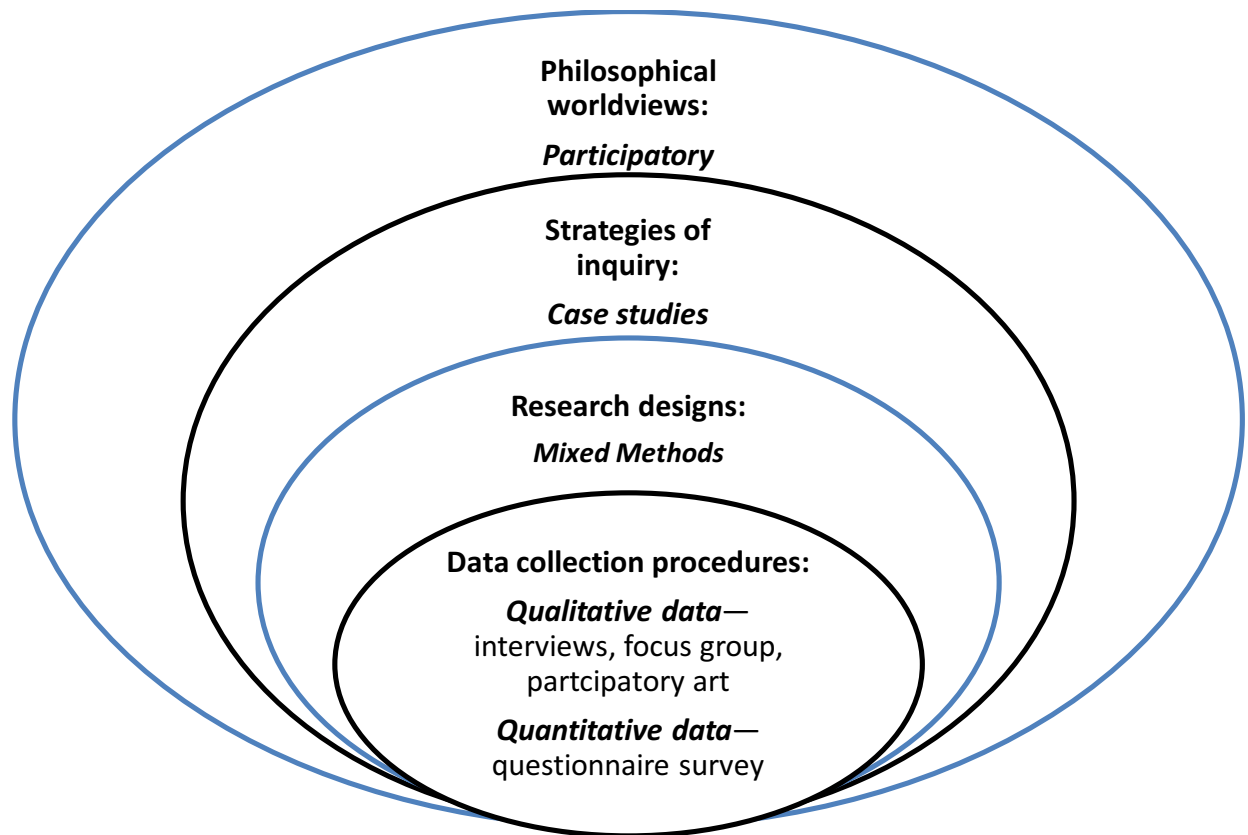 Philosophical
worldviews:
Participatory
Strategies of
inquiry:
Case studies
Research designs:
Mixed Methods
Data collection procedures:
Qualitative data—
interviews, focus group,
partcipatory art
Quantitative data—
questionnaire survey